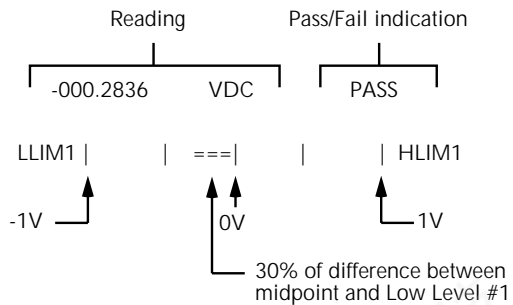 Reading Pass/Fail indication
-000.2836 VDC PASS
LLIM1 | | ===| | | HLIM1
-1V 0V 1V
30% of difference between
midpoint and Low Level #1